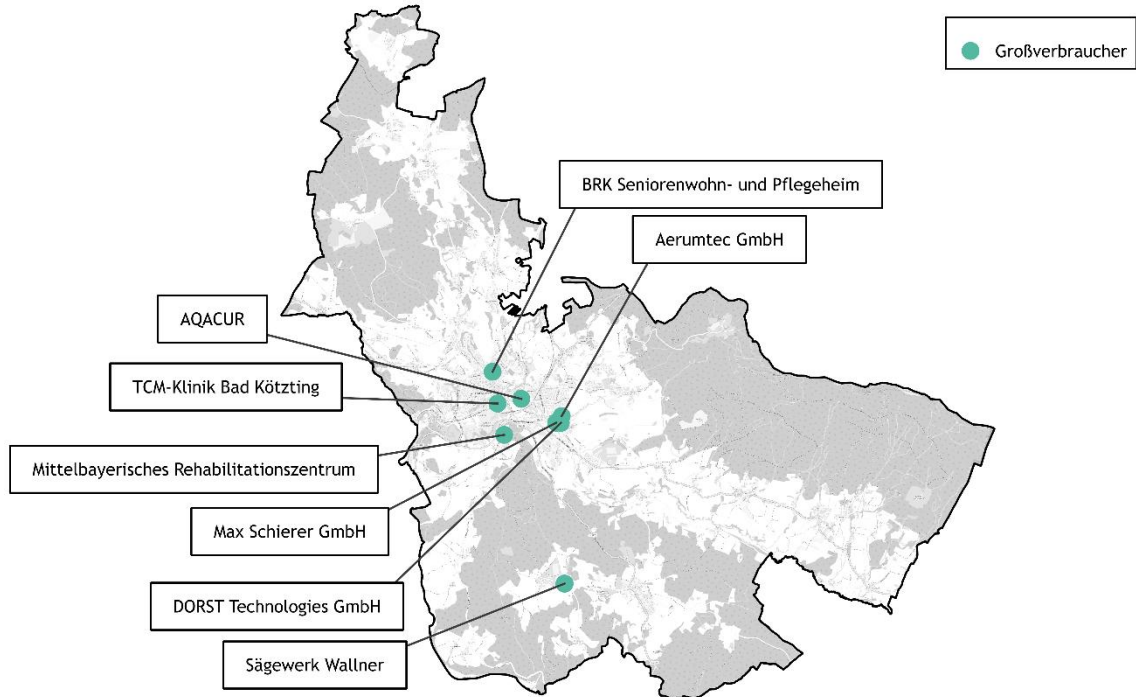 Großverbraucher
BRK Seniorenwohn- und Pflegeheim
Aerumtec GmbH
AQACUR
TCM-Klinik Bad Kötzting
Mittelbayerisches Rehabilitationszentrum
Max Schierer GmbH
DORST Technologies GmbH
Sägewerk Wallner